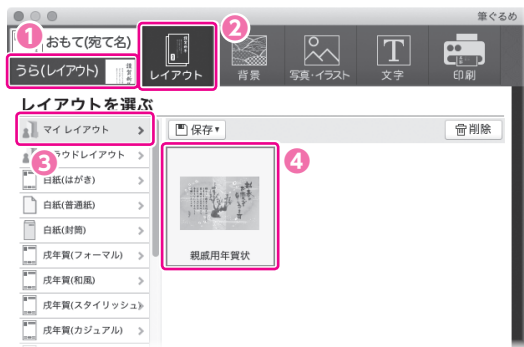 筆ぐるめ
1
2
おもて(宛て名)
うら(レイアウト)
レイアウト
背景
写真・イラスト
文字
印刷
レイアウトを選ぶ
マイ レイアウト
保存▾
削除
3
ラウドレイアウト
白紙(はがき)
白紙(普通紙)
白紙(封筒)
戌年賀(フォーマル)
戌年賀(和風)
戌年賀(スタイリッシュ)
戌年賀(カジュアル)
4
親戚用年賀状